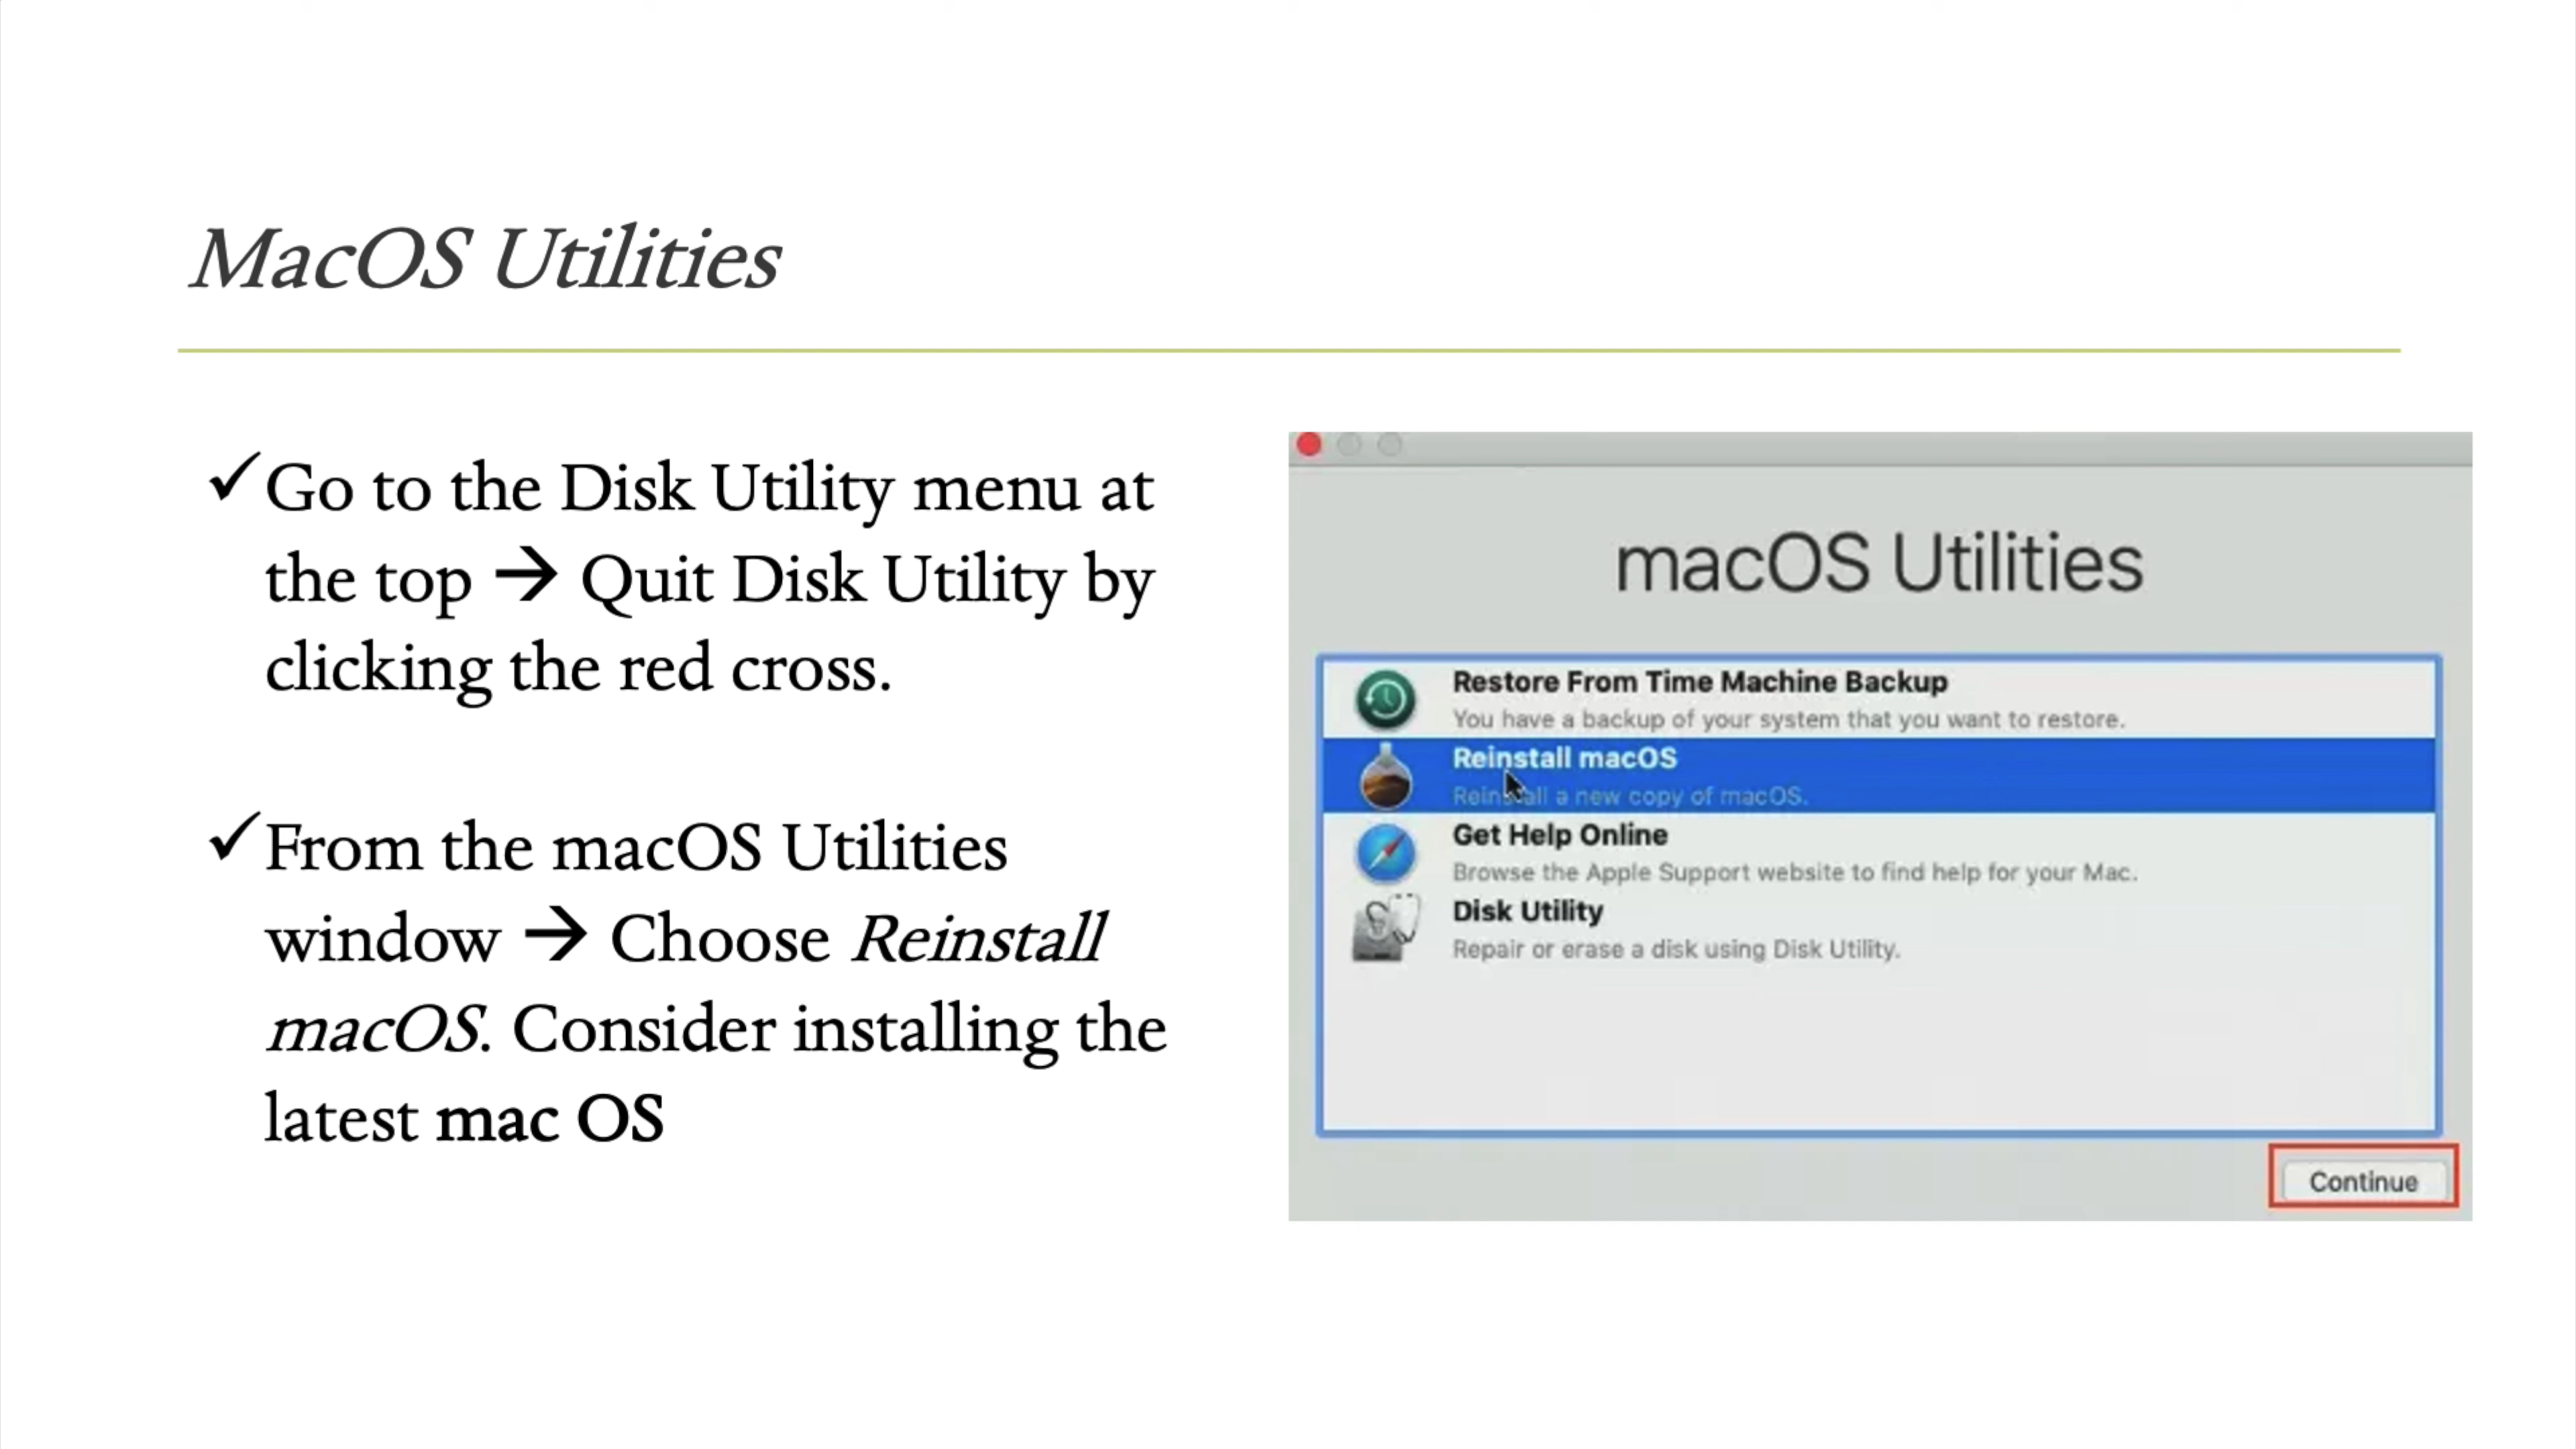 MacOS Utilities
✓Go to the Disk Utility menu at
the top → Quit Disk Utility by
clicking the red cross.
✓From the macOS Utilities
window → Choose Reinstall
macOS. Consider installing the
latest mac OS
macOS Utilities
Restore From Time Machine Backup
You have a backup of your system that you want to restore.
Reinstall macOS
Reinstall a new copy of macOS.
Get Help Online
Browse the Apple Support website to find help for your Mac.
Disk Utility
Repair or erase a disk using Disk Utility.
Continue